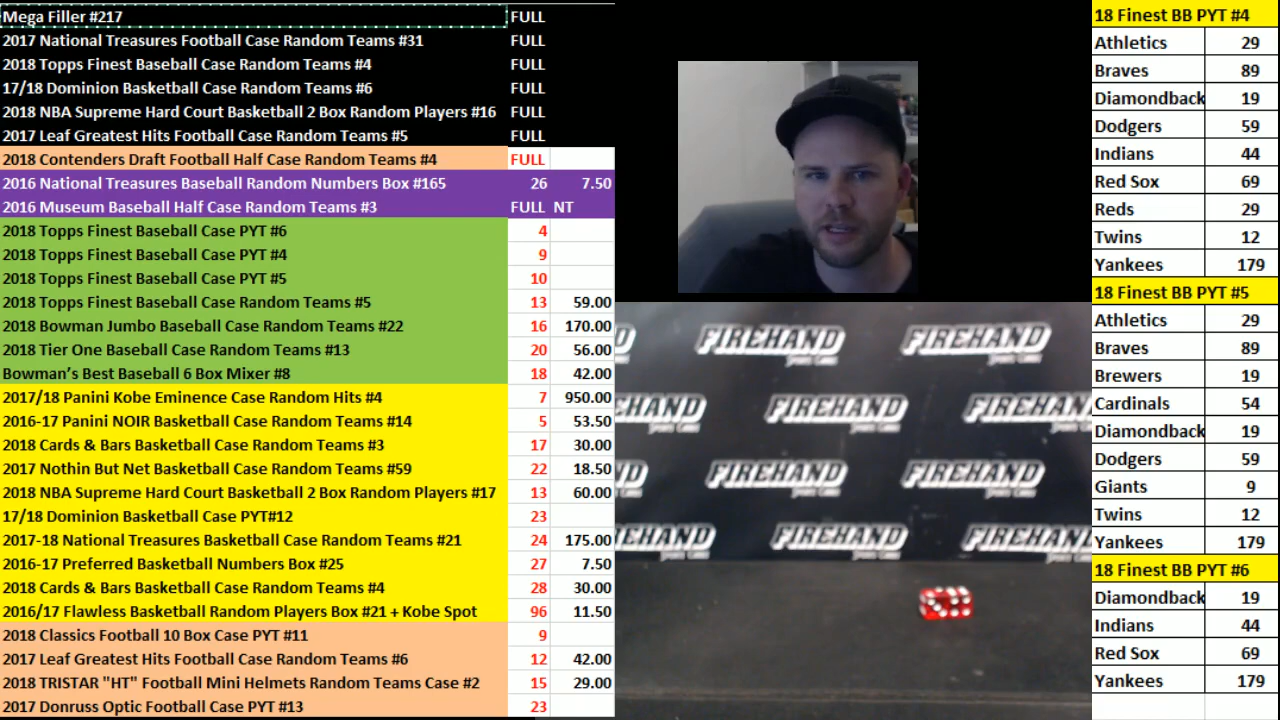 Mega Filler #217 FULL
2017 National Treasures Football Case Random Teams #31 FULL
2018 Topps Finest Baseball Case Random Teams #4 FULL
17/18 Dominion Basketball Case Random Teams #6 FULL
2018 NBA Supreme Hard Court Basketball 2 Box Random Players #16 FULL
2017 Leaf Greatest Hits Football Case Random Teams #5 FULL
2018 Contenders Draft Football Half Case Random Teams #4 FULL
2016 National Treasures Baseball Random Numbers Box #165 26 7.50
2016 Museum Baseball Half Case Random Teams #3 FULL NT
2018 Topps Finest Baseball Case PYT #6 4
2018 Topps Finest Baseball Case PYT #4 9
2018 Topps Finest Baseball Case PYT #5 10
2018 Topps Finest Baseball Case Random Teams #5 13 59.00
2018 Bowman Jumbo Baseball Case Random Teams #22 16 170.00
2018 Tier One Baseball Case Random Teams #13 20 56.00
Bowman's Best Baseball 6 Box Mixer #8 18 42.00
2017/18 Panini Kobe Eminence Case Random Hits #4 7 950.00
2016-17 Panini NOIR Basketball Case Random Teams #14 5 53.50
2018 Cards & Bars Basketball Case Random Teams #3 17 30.00
2017 Nothin But Net Basketball Case Random Teams #59 22 18.50
2018 NBA Supreme Hard Court Basketball 2 Box Random Players #17 13 60.00
17/18 Dominion Basketball Case PYT#12 23
2017-18 National Treasures Basketball Case Random Teams #21 24 175.00
2016-17 Preferred Basketball Numbers Box #25 27 7.50
2018 Cards & Bars Basketball Case Random Teams #4 28 30.00
2016/17 Flawless Basketball Random Players Box #21 + Kobe Spot 96 11.50
2018 Classics Football 10 Box Case PYT #11 9
2017 Leaf Greatest Hits Football Case Random Teams #6 12 42.00
2018 TRISTAR "HT" Football Mini Helmets Random Teams Case #2 15 29.00
2017 Donruss Optic Football Case PYT #13 23
FIREHAND FIREHAND
EHAND FIREHAND FIREHAND
FIREHAND FIREHAND
FIREHAND FIREHAND FIREHAND
18 Finest BB PYT #4
Athletics 29
Braves 89
Diamondback 19
Dodgers 59
Indians 44
Red Sox 69
Reds 29
Twins 12
Yankees 179
18 Finest BB PYT #5
Athletics 29
Braves 89
Brewers 19
Cardinals 54
Diamondback 19
Dodgers 59
Giants 9
Twins 12
Yankees 179
18 Finest BB PYT #6
Diamondback 19
Indians 44
Red Sox 69
Yankees 179